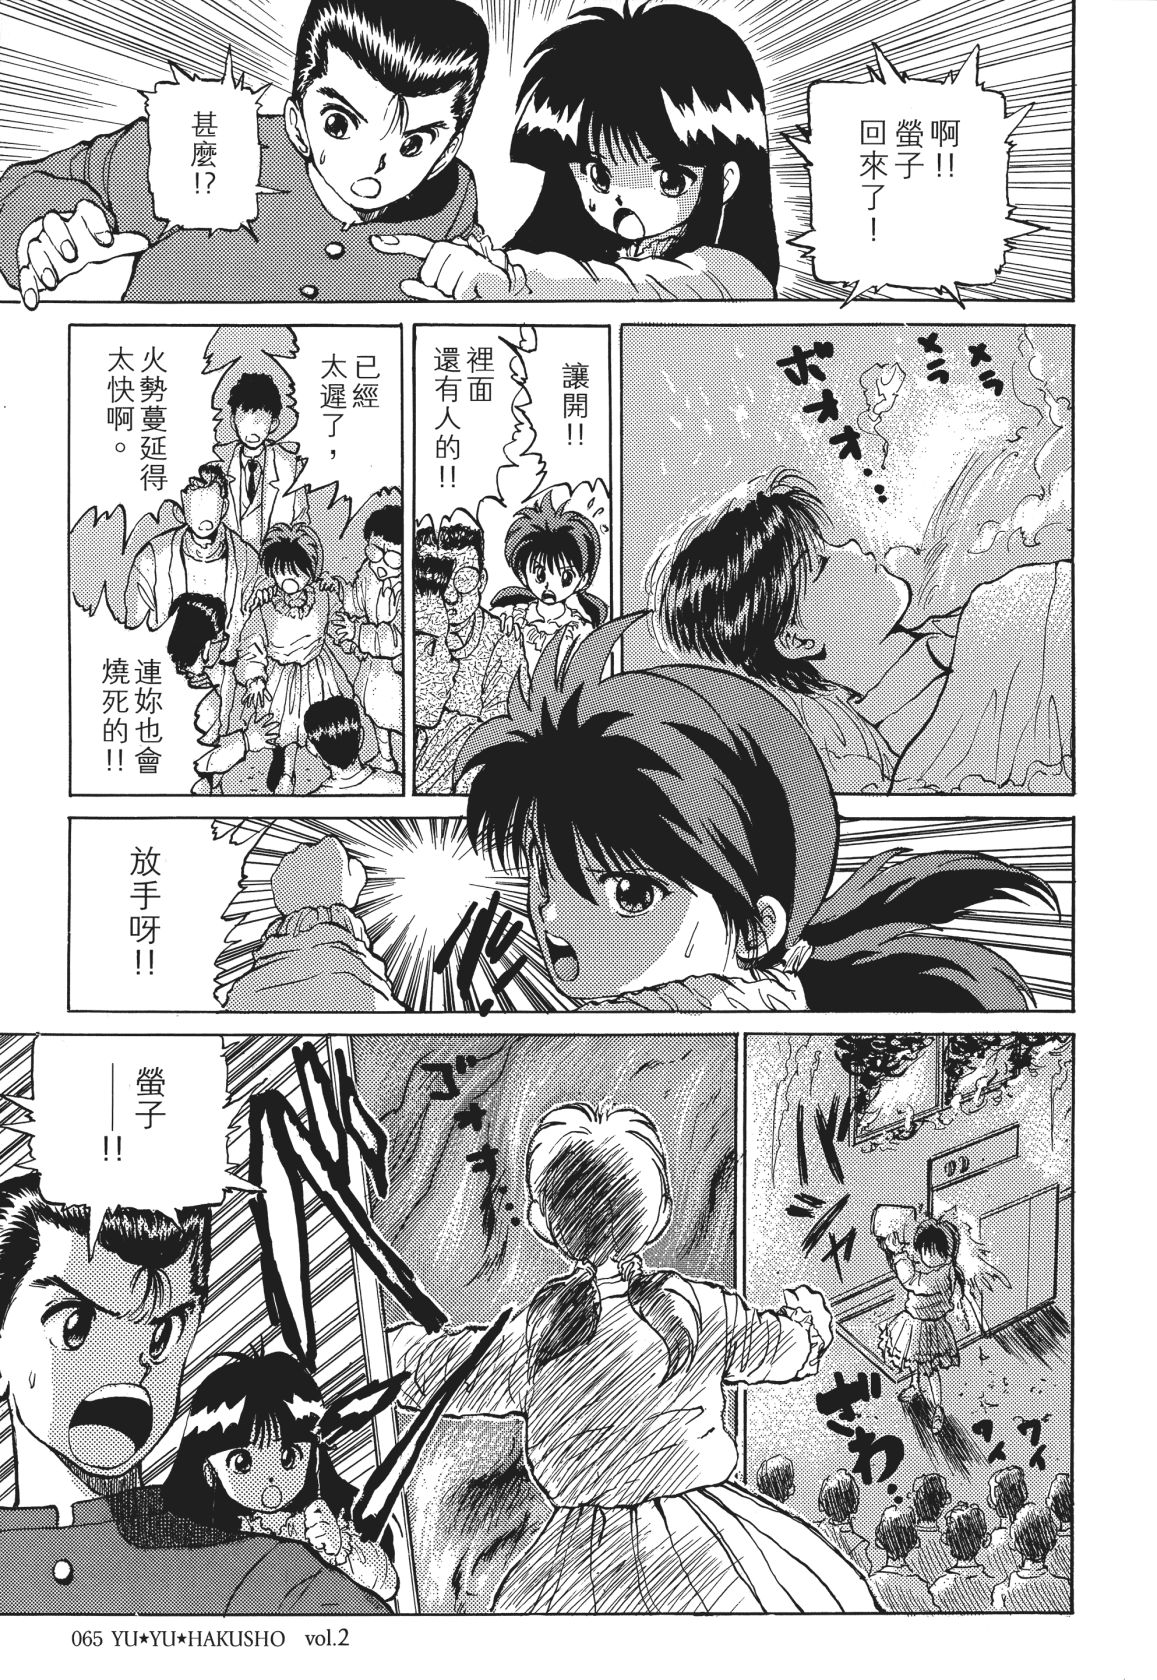 啊!!
螢子
回來了！
甚麼!?
ボオオ…
メラ
メラ
讓開!!
裡面
還有人的!!
已經
太遲了，
火勢蔓延得
太快啊。
連妳也會
燒死的!!
放手呀!!
バシャ
ざわ…
ワイ
ワイ
ゴオオ…
螢子
——!!
065 YU★YU★HAKUSHO vol.2